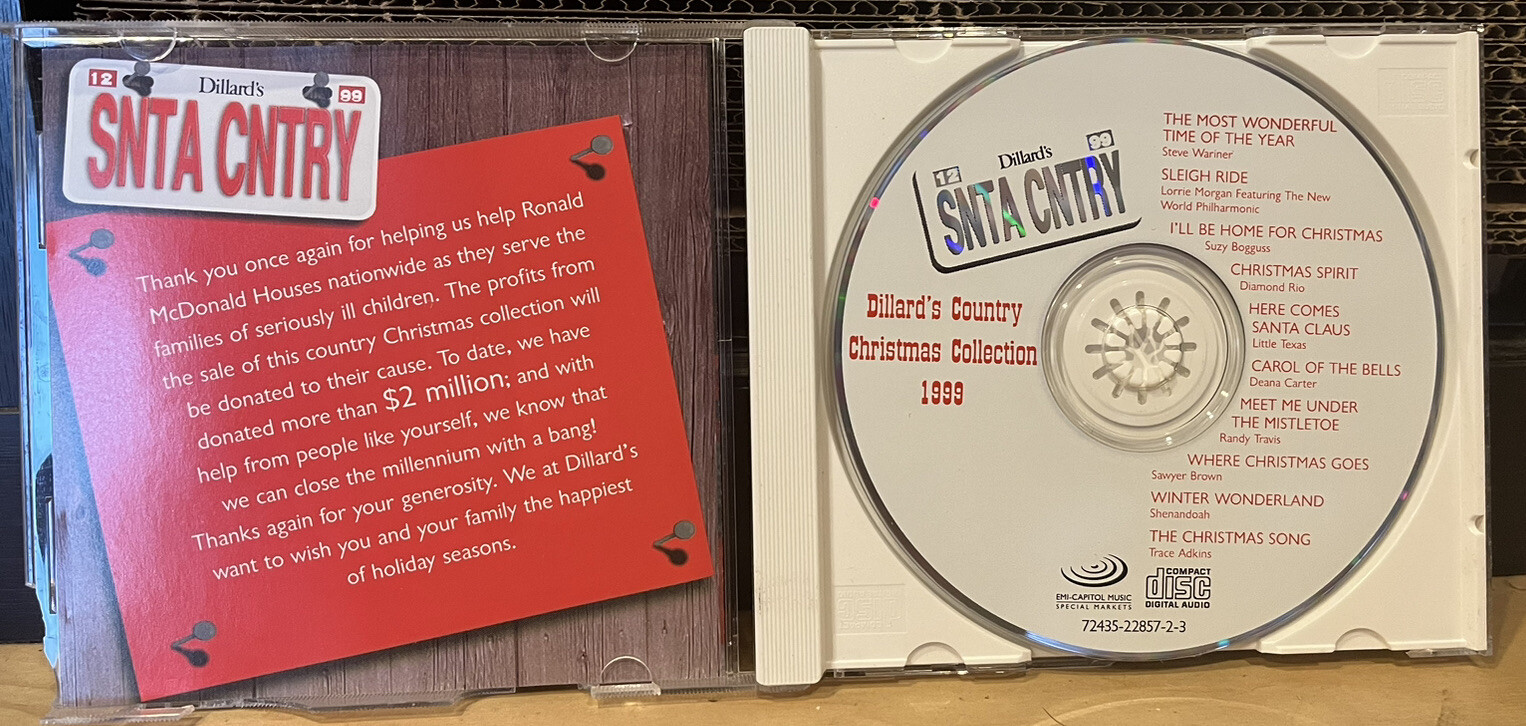 12
Dillard's
99
SNTA CNTRY
Thank you once again for helping us help Ronald
McDonald Houses nationwide as they serve the
families of seriously ill children. The profits from
the sale of this country Christmas collection will
be donated to their cause. To date, we have
donated more than $2 million; and with
help from people like yourself, we know that
we can close the millennium with a bang!
Thanks again for your generosity. We at Dillard's
want to wish you and your family the happiest
of holiday seasons.
12
Dillard's
99
SNTA CNTRY
Dillard's Country
Christmas Collection
1999
THE MOST WONDERFUL
TIME OF THE YEAR
Steve Wariner
SLEIGH RIDE
Lorrie Morgan Featuring The New
World Philharmonic
I'LL BE HOME FOR CHRISTMAS
Suzy Bogguss
CHRISTMAS SPIRIT
Diamond Rio
HERE COMES
SANTA CLAUS
Little Texas
CAROL OF THE BELLS
Deana Carter
MEET ME UNDER
THE MISTLETOE
Randy Travis
WHERE CHRISTMAS GOES
Sawyer Brown
WINTER WONDERLAND
Shenandoah
THE CHRISTMAS SONG
Trace Adkins
EMI-CAPITOL MUSIC
SPECIAL MARKETS
COMPACT
disc
DIGITAL AUDIO
72435-22857-2-3